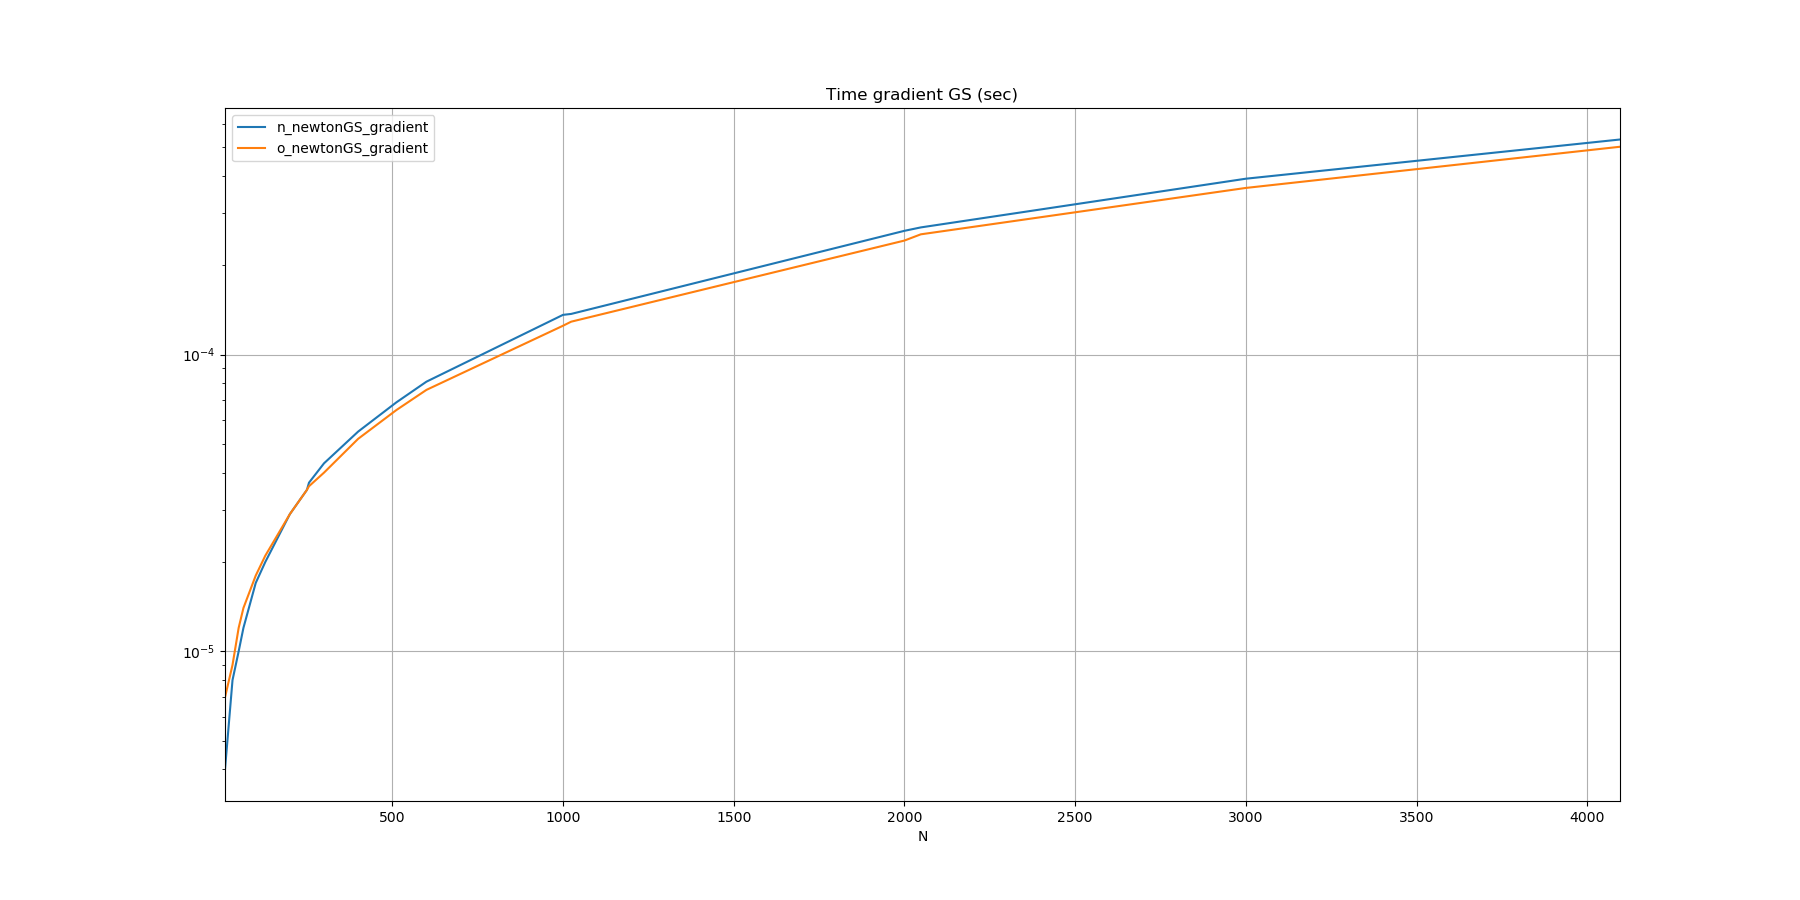 Time gradient GS (sec)
n_newtonGS_gradient
o_newtonGS_gradient
10⁻⁴
10⁻⁵
500 1000 1500 2000 2500 3000 3500 4000
N